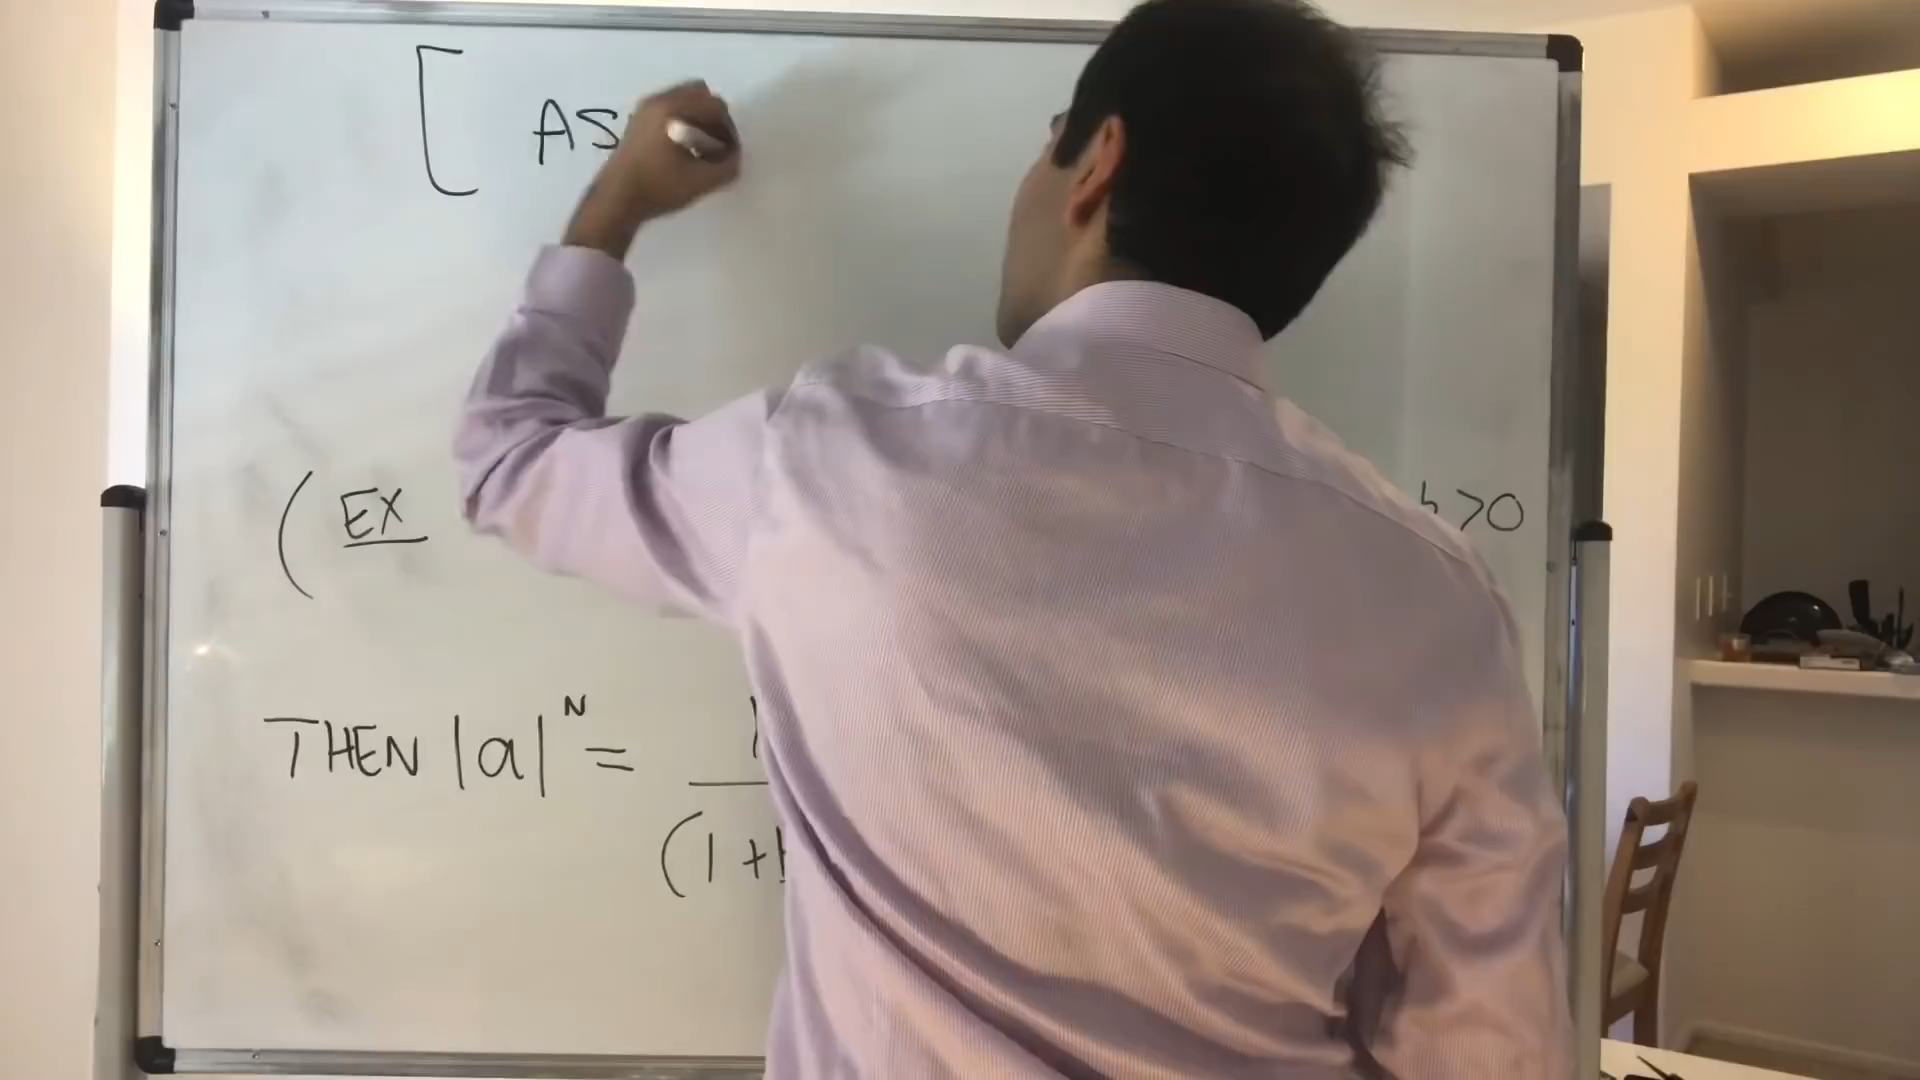 [ AS
( EX
>0
THEN |a|ᴺ =
(1+